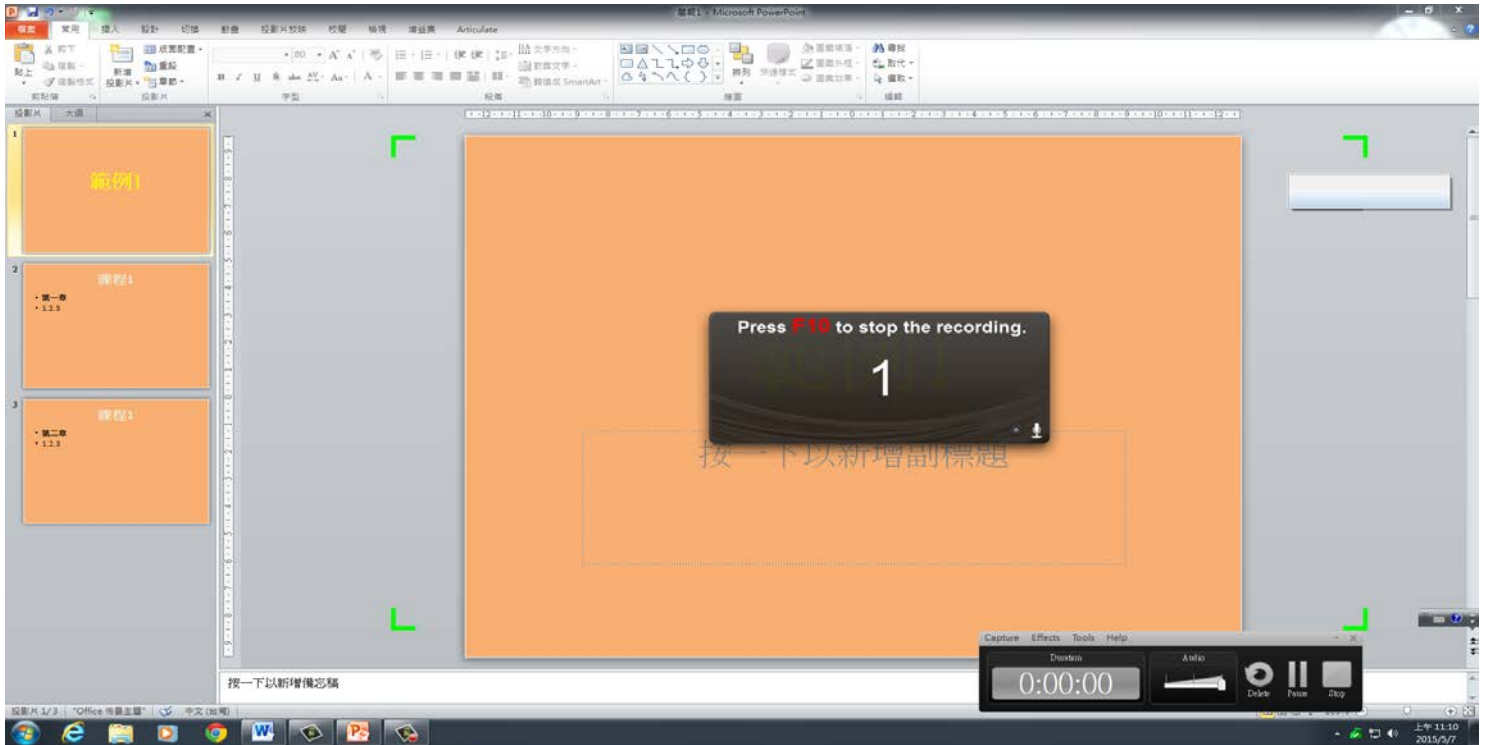 範例1 - Microsoft PowerPoint
檔案 常用 插入 設計 切換 動畫 投影片放映 校閱 檢視 增益集 Articulate
剪下 版面配置 80 文字方向 圖案填滿 尋找
複製 重設 對齊文字 圖案外框 取代
貼上 複製格式 新增投影片 章節 B I U S abc AV Aa A 轉換成 SmartArt 排列 快速樣式 圖案效果 選取
剪貼簿 投影片 字型 段落 繪圖 編輯
投影片 大綱
1
範例1
2
課程1
• 第一章
• 1.2.3
3
課程1
• 第二章
• 1.2.3
Press F10 to stop the recording.
1
按一下以新增副標題
Capture Effects Tools Help
Duration Audio
0:00:00
Delete Pause Stop
按一下以新增備忘稿
投影片 1/3 "Office 佈景主題" 中文 (台灣)
上午 11:10
2015/5/7